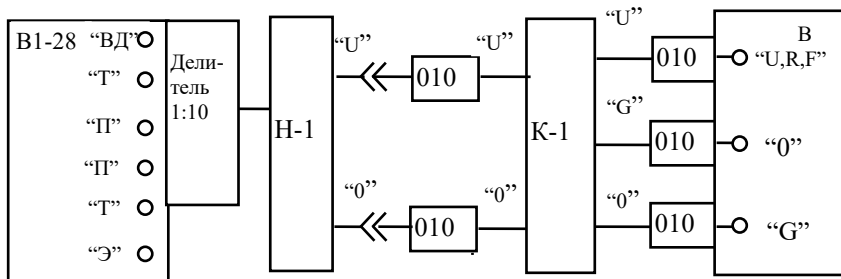 В1-28 “ВД”
“Т”
“П”
“П”
“Т”
“Э”
Дели-
тель
1:10
Н-1
“U”
010
“U”
“0”
010
“0”
К-1
“U”
010
“G”
010
“0”
010
В
“U,R,F”
“0”
“G”